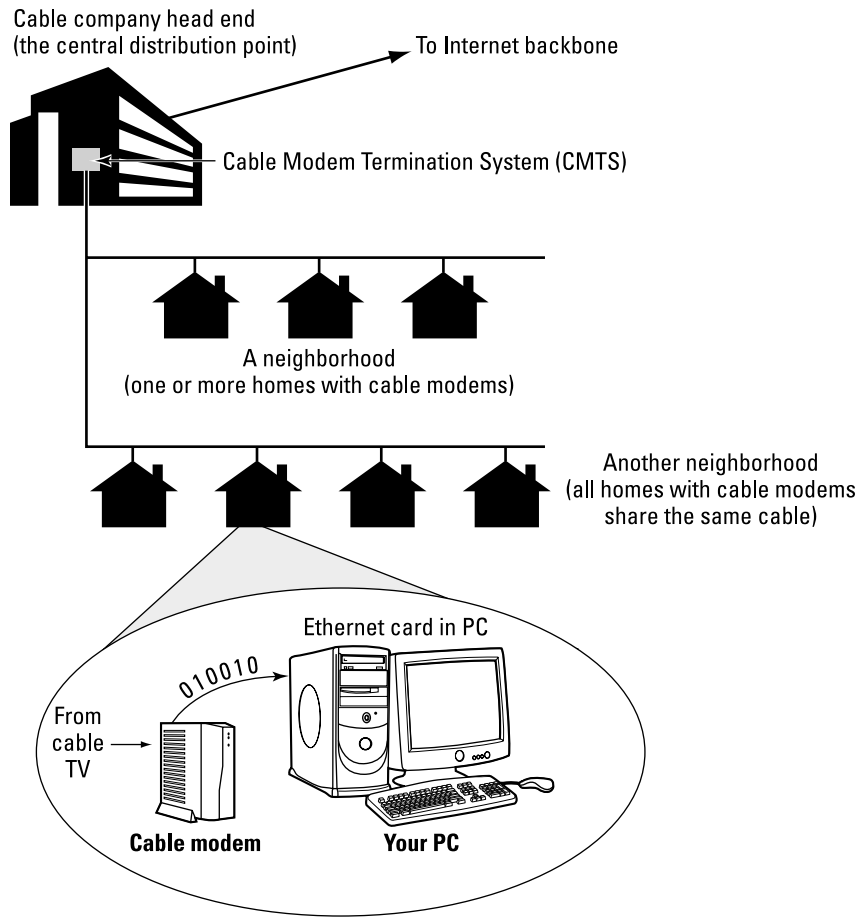 Cable company head end
(the central distribution point)
To Internet backbone
Cable Modem Termination System (CMTS)
A neighborhood
(one or more homes with cable modems)
Another neighborhood
(all homes with cable modems
share the same cable)
Ethernet card in PC
010010
From
cable
TV
Cable modem
Your PC